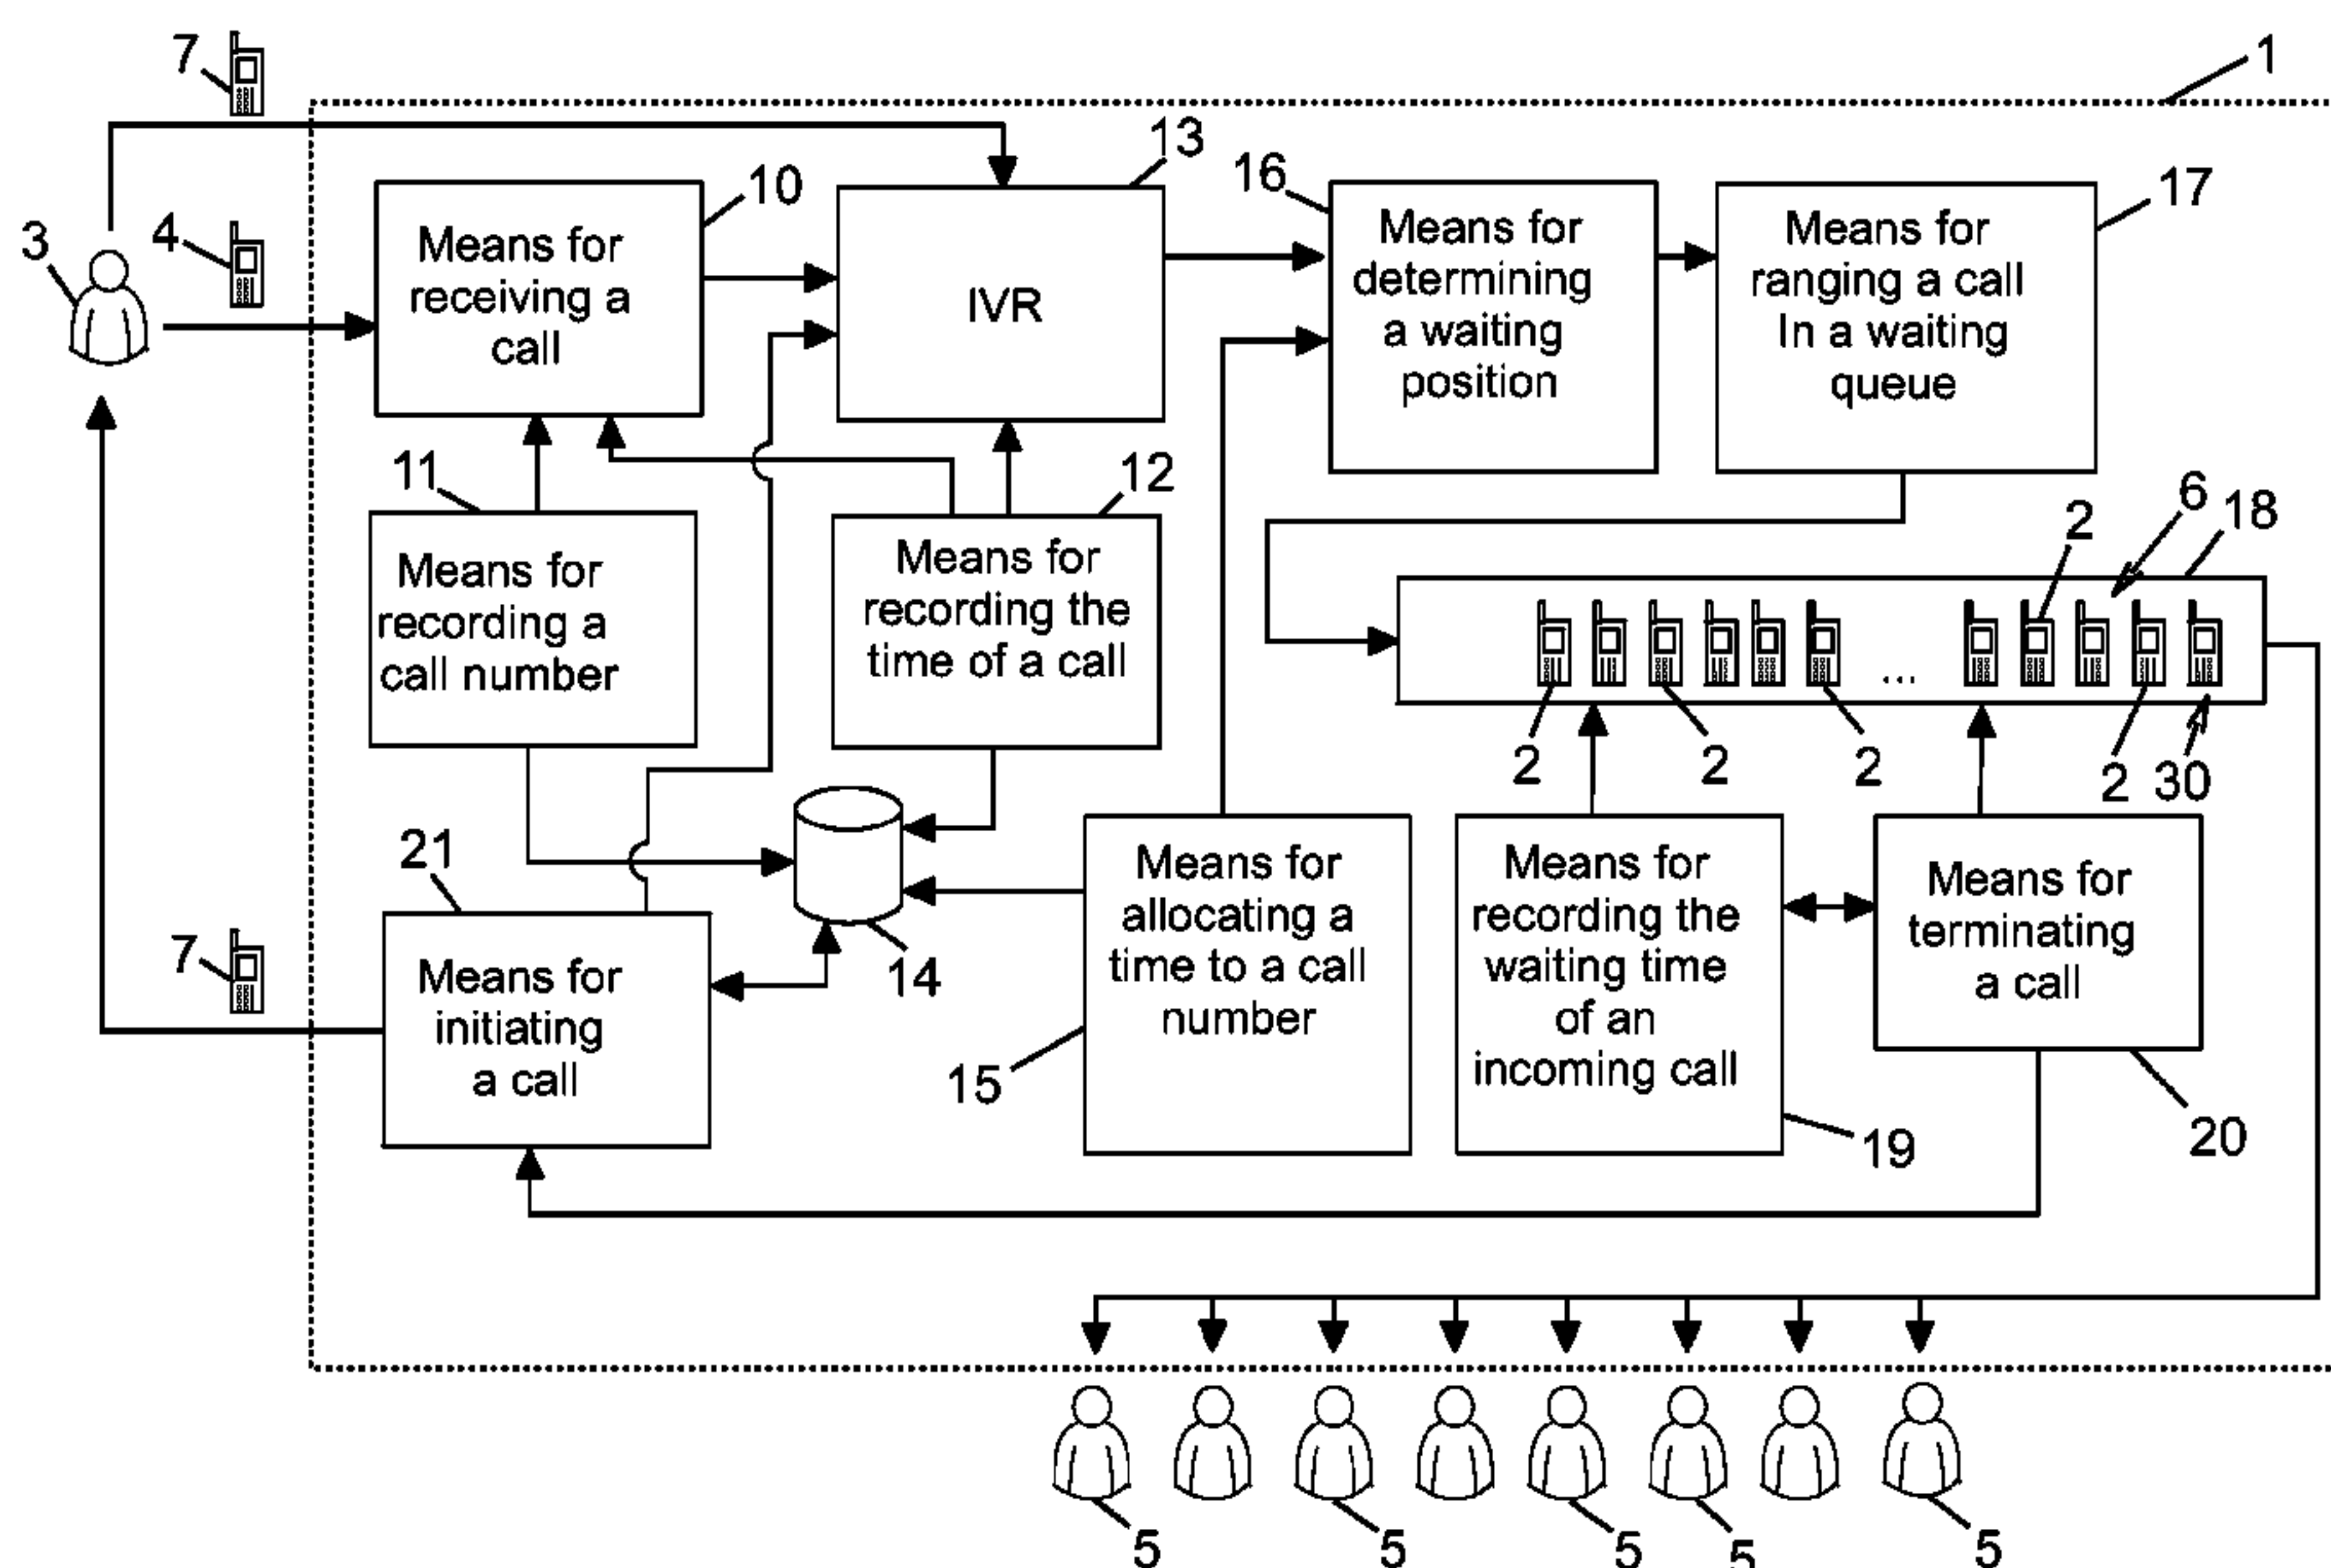 7
1
13
10
16
17
3
4
Means for
receiving a
call
IVR
Means for
determining
a waiting
position
Means for
ranging a call
In a waiting
queue
11
12
6
18
2
Means for
recording a
call number
Means for
recording the
time of a call
...
2
2
2
2
30
21
14
Means for
allocating a
time to a call
number
Means for
recording the
waiting time
of an
incoming call
Means for
terminating
a call
7
Means for
initiating
a call
15
19
20
5
5
5
5
5